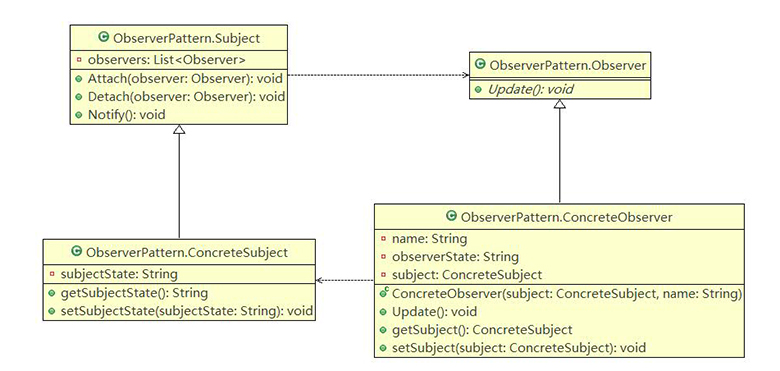 ObserverPattern.Subject
observers: List<Observer>
Attach(observer: Observer): void
Detach(observer: Observer): void
Notify(): void
ObserverPattern.Observer
Update(): void
ObserverPattern.ConcreteSubject
subjectState: String
getSubjectState(): String
setSubjectState(subjectState: String): void
ObserverPattern.ConcreteObserver
name: String
observerState: String
subject: ConcreteSubject
ConcreteObserver(subject: ConcreteSubject, name: String)
Update(): void
getSubject(): ConcreteSubject
setSubject(subject: ConcreteSubject): void